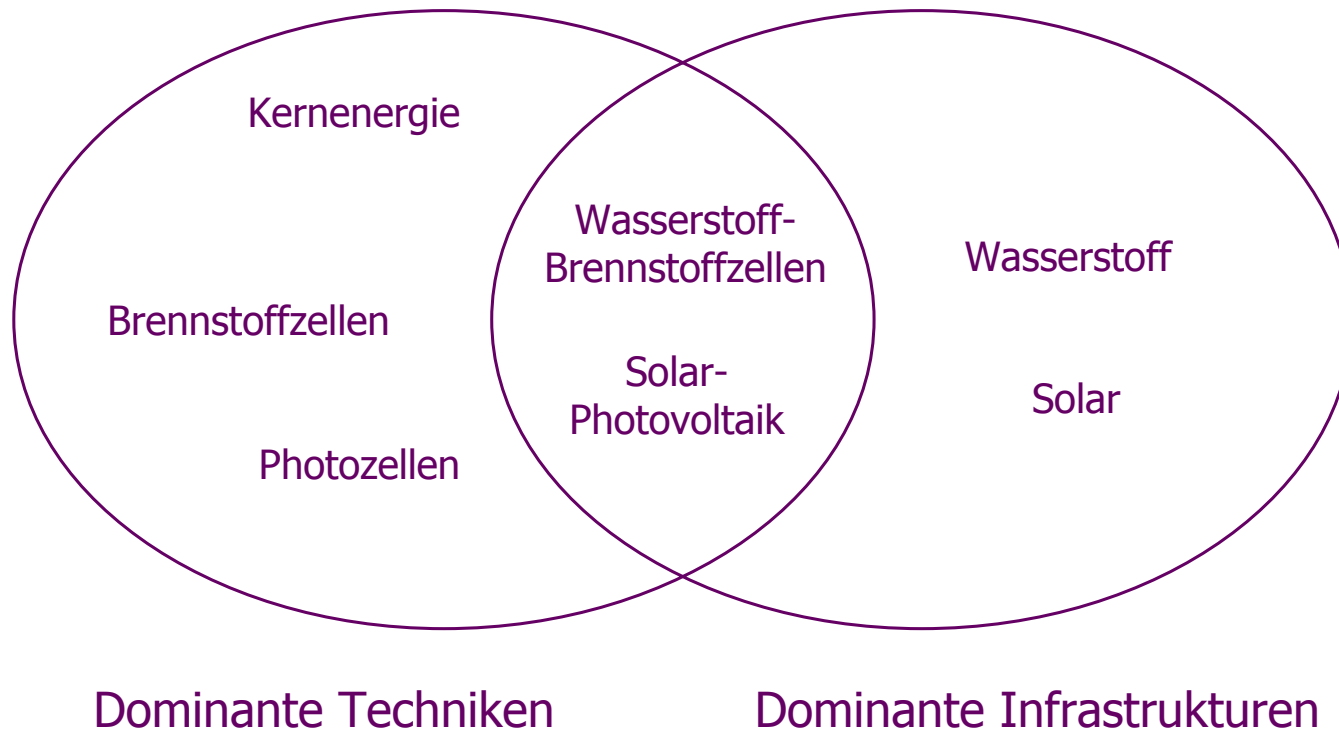 Kernenergie
Brennstoffzellen
Photozellen
Wasserstoff-
Brennstoffzellen
Solar-
Photovoltaik
Wasserstoff
Solar
Dominante Techniken
Dominante Infrastrukturen